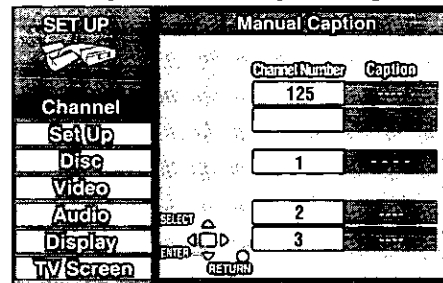 SET UP
Manual Caption
Channel Number Caption
125 ----
Channel
Set Up
Disc
1 ----
Video
Audio
SELECT
2 ----
Display
3 ----
ENTER
TV Screen
RETURN